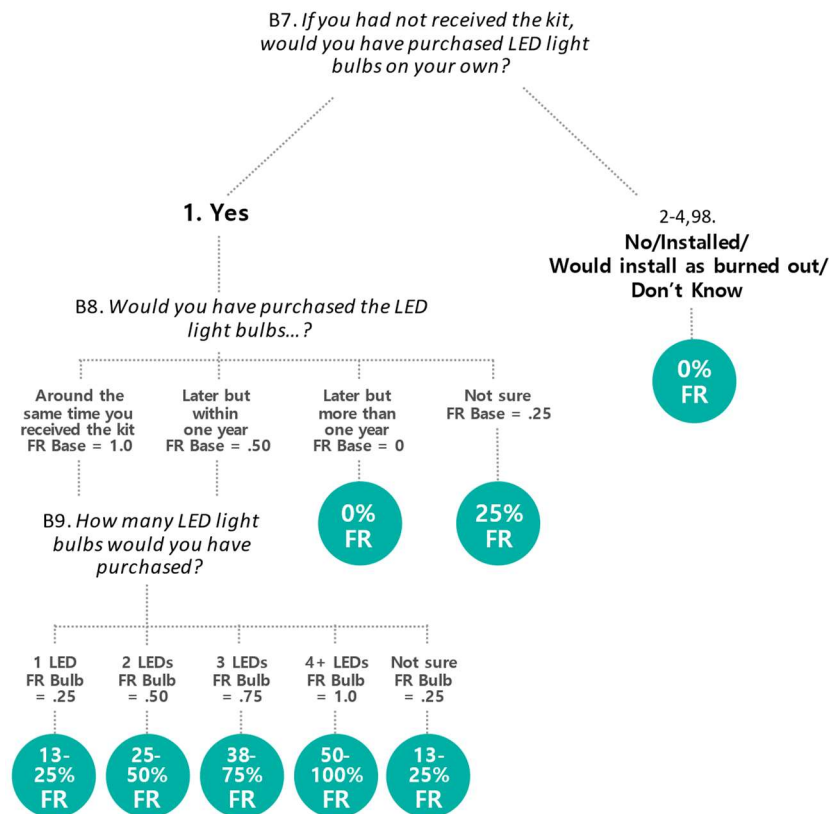 B7. If you had not received the kit,
would you have purchased LED light
bulbs on your own?
1. Yes
2-4,98.
No/Installed/
Would install as burned out/
Don't Know
0%
FR
B8. Would you have purchased the LED
light bulbs...?
Around the
same time you
received the kit
FR Base = 1.0
Later but
within
one year
FR Base = .50
Later but
more than
one year
FR Base = 0
Not sure
FR Base = .25
0%
FR
25%
FR
B9. How many LED light
bulbs would you have
purchased?
1 LED
FR Bulb
= .25
2 LEDs
FR Bulb
= .50
3 LEDs
FR Bulb
= .75
4+ LEDs
FR Bulb
= 1.0
Not sure
FR Bulb
= .25
13-
25%
FR
25-
50%
FR
38-
75%
FR
50-
100%
FR
13-
25%
FR